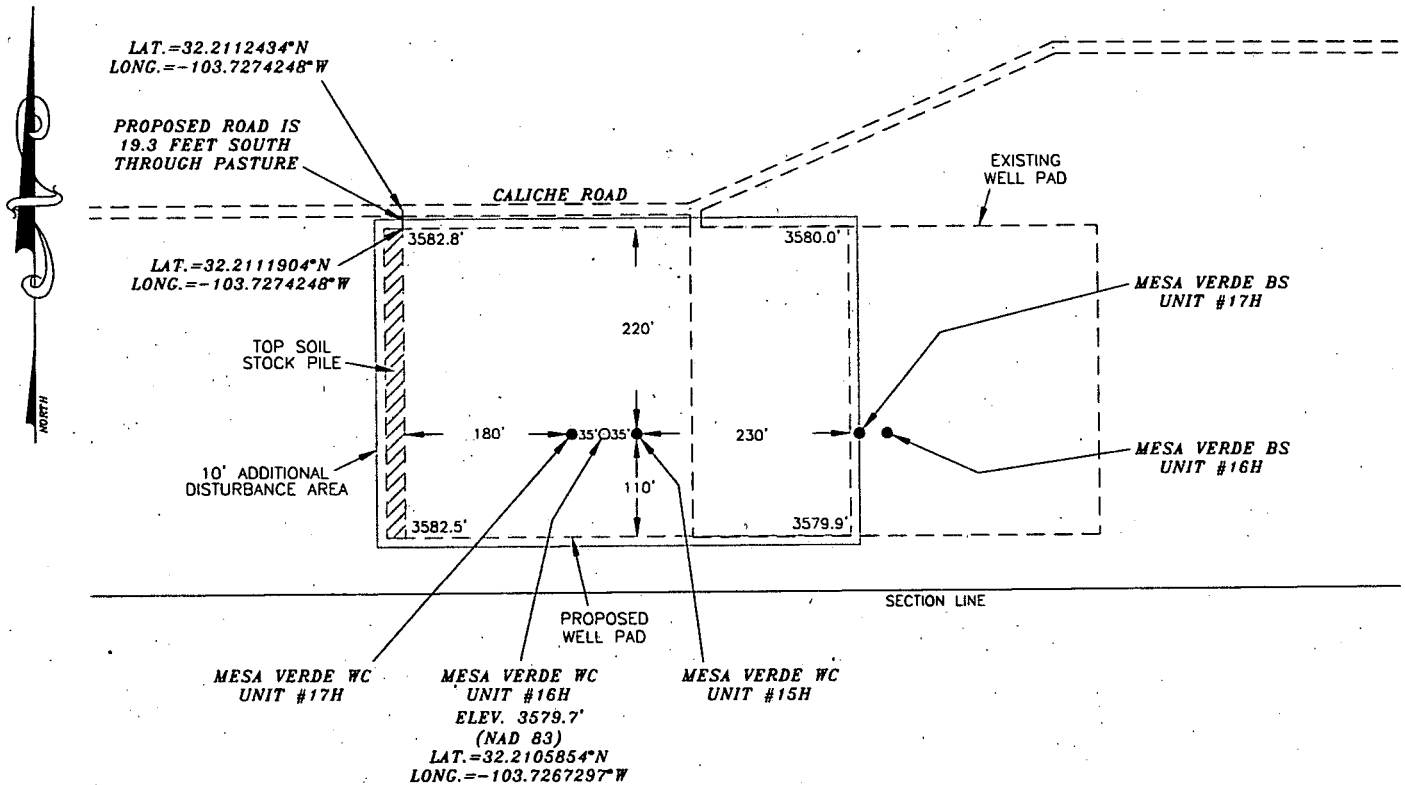 LAT.=32.2112434°N
LONG.=-103.7274248°W
PROPOSED ROAD IS
19.3 FEET SOUTH
THROUGH PASTURE
CALICHE ROAD
EXISTING
WELL PAD
3582.8'
3580.0'
LAT.=32.2111904°N
LONG.=-103.7274248°W
MESA VERDE BS
UNIT #17H
220'
TOP SOIL
STOCK PILE
NORTH
180'
35'
35'
230'
MESA VERDE BS
UNIT #16H
10' ADDITIONAL
DISTURBANCE AREA
110'
3582.5'
3579.9'
SECTION LINE
PROPOSED
WELL PAD
MESA VERDE WC
UNIT #17H
MESA VERDE WC
UNIT #16H
ELEV. 3579.7'
(NAD 83)
LAT.=32.2105854°N
LONG.=-103.7267297°W
MESA VERDE WC
UNIT #15H